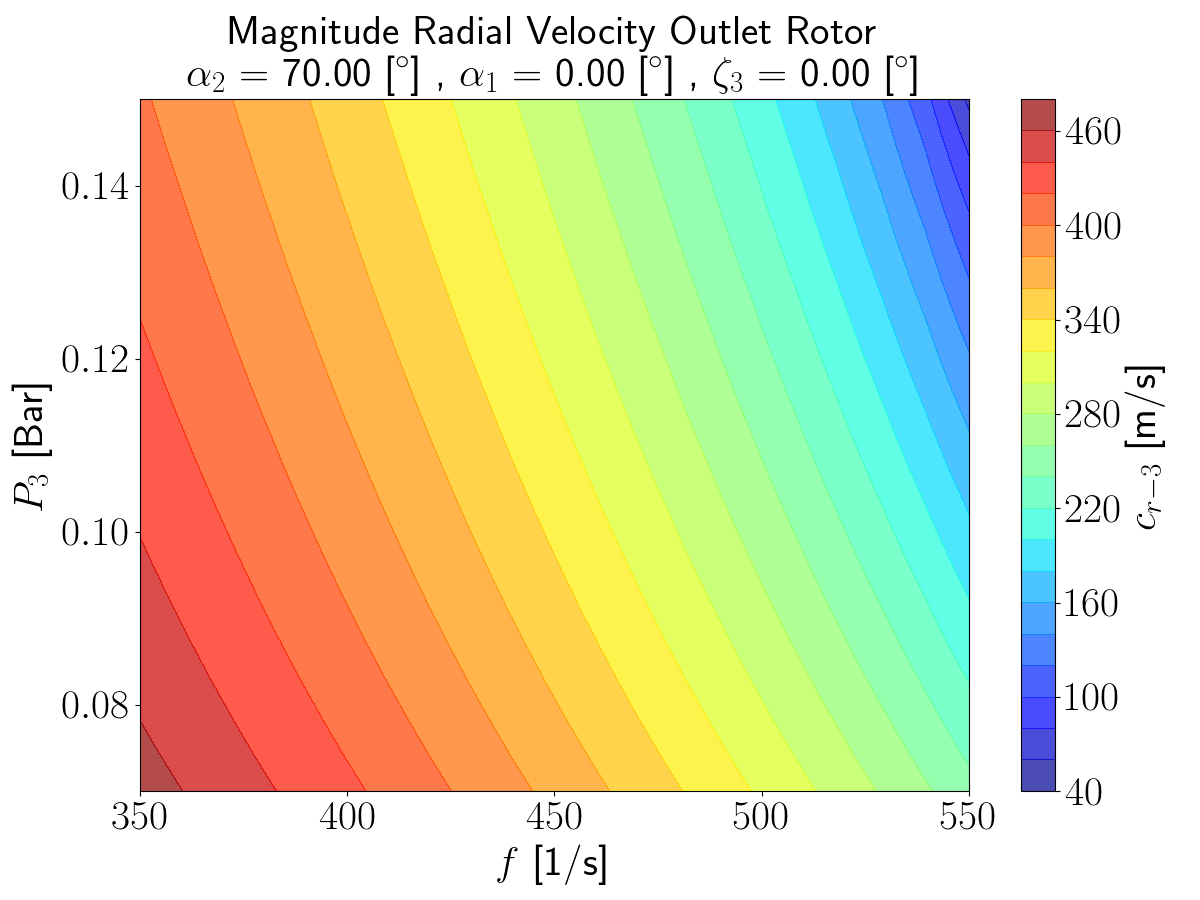 Magnitude Radial Velocity Outlet Rotor
α₂ = 70.00 [°] , α₁ = 0.00 [°] , ζ₃ = 0.00 [°]
P₃ [Bar]
0.14
0.12
0.10
0.08
350 400 450 500 550
f [1/s]
460
400
340
280
220
160
100
40
c_{r−3} [m/s]